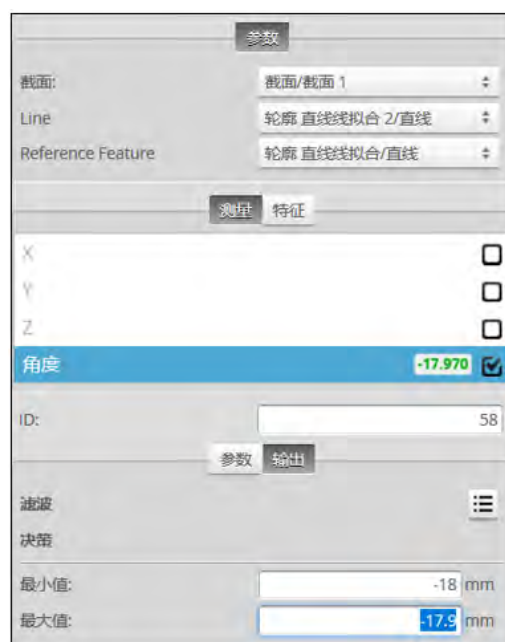 参数
截面: 截面/截面 1
Line 轮廓 直线线拟合 2/直线
Reference Feature 轮廓 直线线拟合/直线
测量 特征
X
Y
Z
角度 -17.970
ID: 58
参数 输出
滤波
决策
最小值: -18 mm
最大值: -17.9 mm